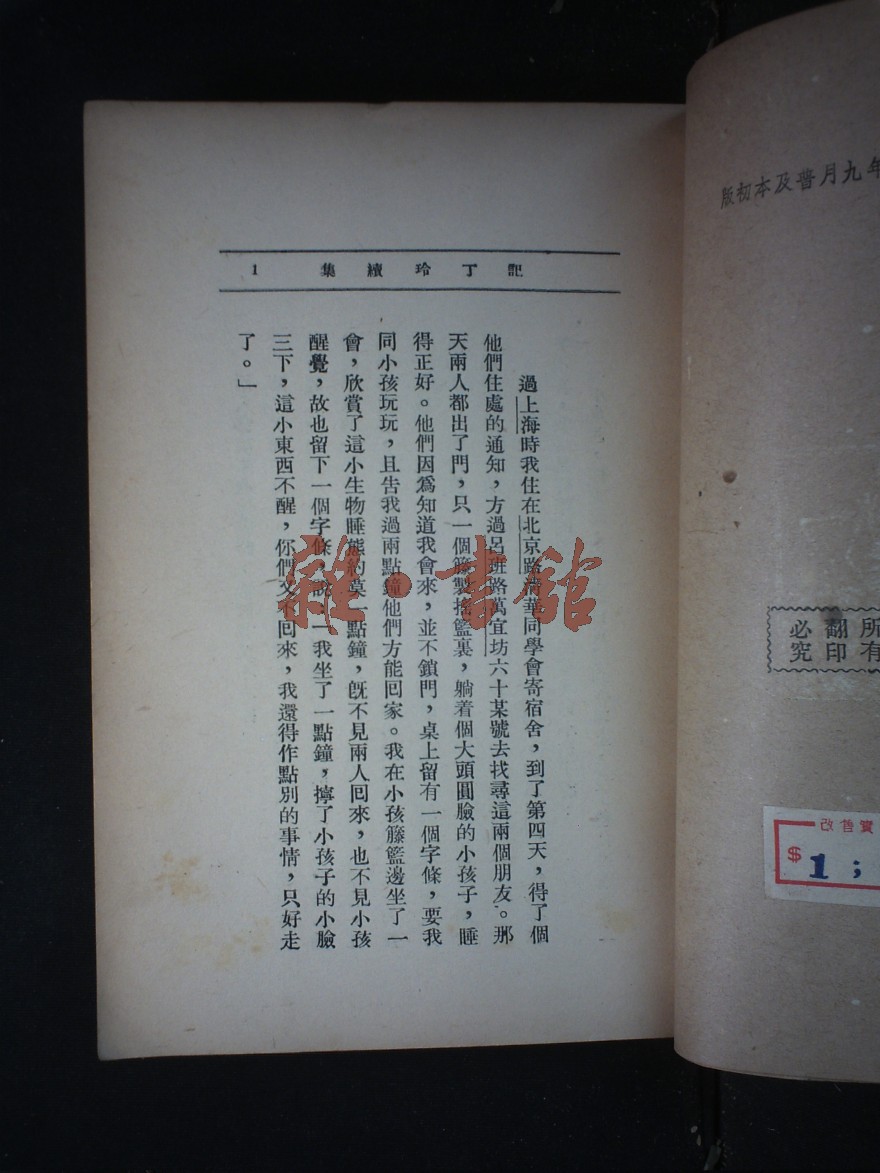 年九月普及本初版
所有
翻印
必究
改售實
$1;
記丁玲續集 1
過上海時我住在北京路清華同學會寄宿舍，到了第四天，得了個
他們住處的通知，方過呂班路萬宜坊六十某號去找尋這兩個朋友。那
天兩人都出了門，只一個籐製搖籃裏，躺着個大頭圓臉的小孩子，睡
得正好。他們因爲知道我會來，並不鎖門，桌上留有一個字條，要我
同小孩玩玩，且告我過兩點鐘他們方能回家。我在小孩籐籃邊坐了一
會，欣賞了這小生物睡態約莫一點鐘，旣不見兩人回來，也不見小孩
醒覺，故也留下一個字條，說「我坐了一點鐘，擰了小孩子的小臉
三下，這小東西不醒，你們又不回來，我還得作點別的事情，只好走
了。」
雜·書舘